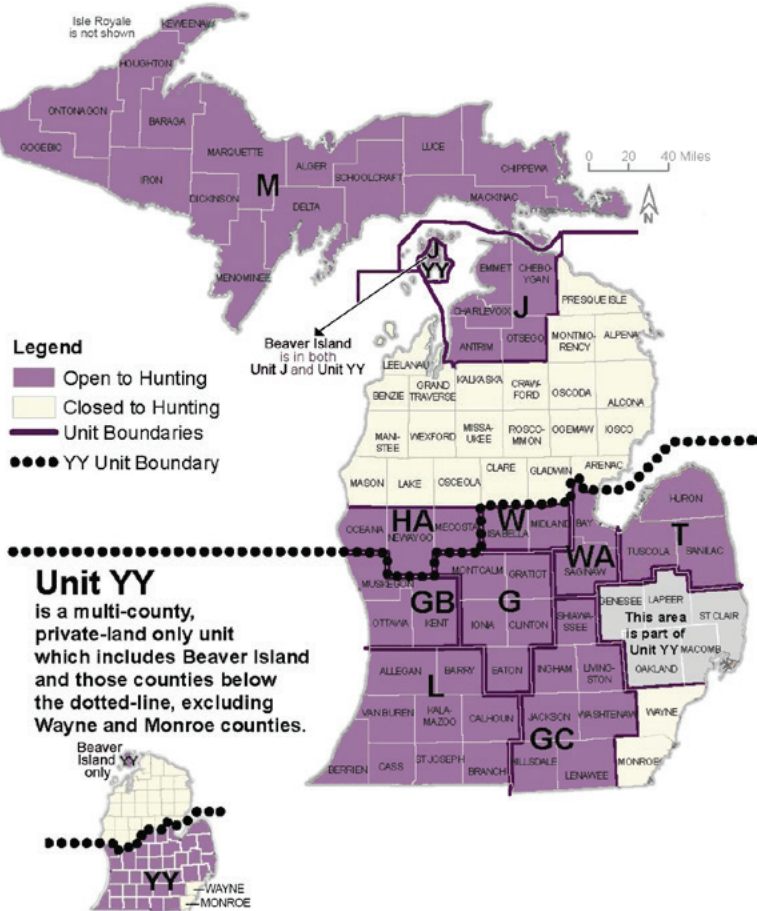 Isle Royale
is not shown
KEWEENAW
HOUGHTON
ONTONAGON
BARAGA
GOGEBIC
MARQUETTE
LUCE
ALGER
CHIPPEWA
SCHOOLCRAFT
IRON
M
DICKINSON
MACKINAC
DELTA
MENOMINEE
0 20 40 Miles
N
J
YY
EMMET
CHEBO-
YGAN
PRESQUE ISLE
CHARLEVOIX
J
Beaver Island
is in both
Unit J and Unit YY
ANTRIM
OTSEGO
MONTMO-
RENCY
ALPENA
Legend
Open to Hunting
Closed to Hunting
Unit Boundaries
YY Unit Boundary
LEELANAU
BENZIE
GRAND
TRAVERSE
KALKASKA
CRAW-
FORD
OSCODA
ALCONA
MANI-
STEE
WEXFORD
MISSA-
UKEE
ROSCO-
MMON
OGEMAW
IOSCO
MASON
LAKE
OSCEOLA
CLARE
GLADWIN
ARENAC
OCEANA
HA
NEWAYGO
MECOSTA
W
ISABELLA
MIDLAND
BAY
HURON
WA
SAGINAW
TUSCOLA
T
SANILAC
Unit YY
is a multi-county,
private-land only unit
which includes Beaver Island
and those counties below
the dotted-line, excluding
Wayne and Monroe counties.
MUSKEGON
MONTCALM
GRATIOT
GB
G
OTTAWA
KENT
IONIA
CLINTON
SHIAWA-
SSEE
GENESEE
LAPEER
ST CLAIR
This area
is part of
Unit YY
MACOMB
OAKLAND
ALLEGAN
BARRY
EATON
INGHAM
LIVING-
STON
L
VAN BUREN
KALA-
MAZOO
CALHOUN
JACKSON
WASHTENAW
WAYNE
GC
BERRIEN
CASS
ST JOSEPH
BRANCH
HILLSDALE
LENAWEE
MONROE
Beaver
Island YY
only
YY
WAYNE
MONROE